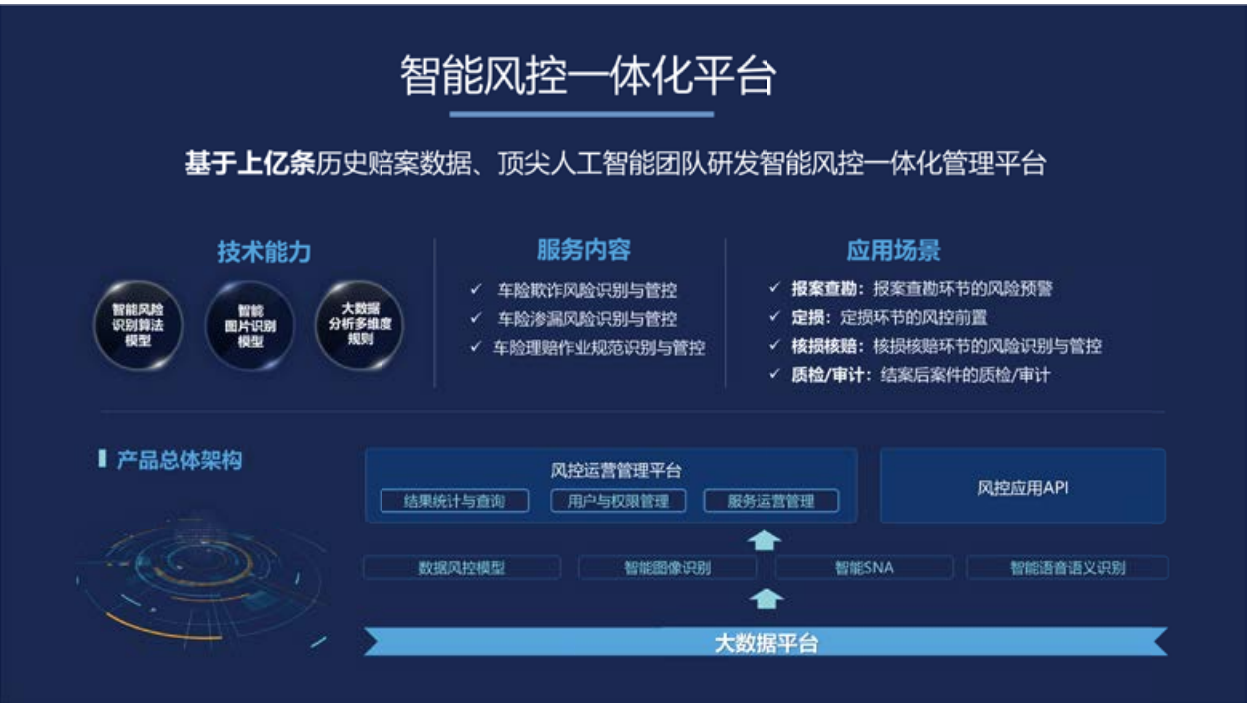 智能风控一体化平台
基于上亿条历史赔案数据、顶尖人工智能团队研发智能风控一体化管理平台
技术能力
智能风险
识别算法
模型
智能
图片识别
模型
大数据
分析多维度
规则
服务内容
✓ 车险欺诈风险识别与管控
✓ 车险渗漏风险识别与管控
✓ 车险理赔作业规范识别与管控
应用场景
✓ 报案查勘：报案查勘环节的风险预警
✓ 定损：定损环节的风控前置
✓ 核损核赔：核损核赔环节的风险识别与管控
✓ 质检/审计：结案后案件的质检/审计
产品总体架构
风控运营管理平台
结果统计与查询 用户与权限管理 服务运营管理
风控应用API
数据风控模型 智能图像识别 智能SNA 智能语音语义识别
大数据平台